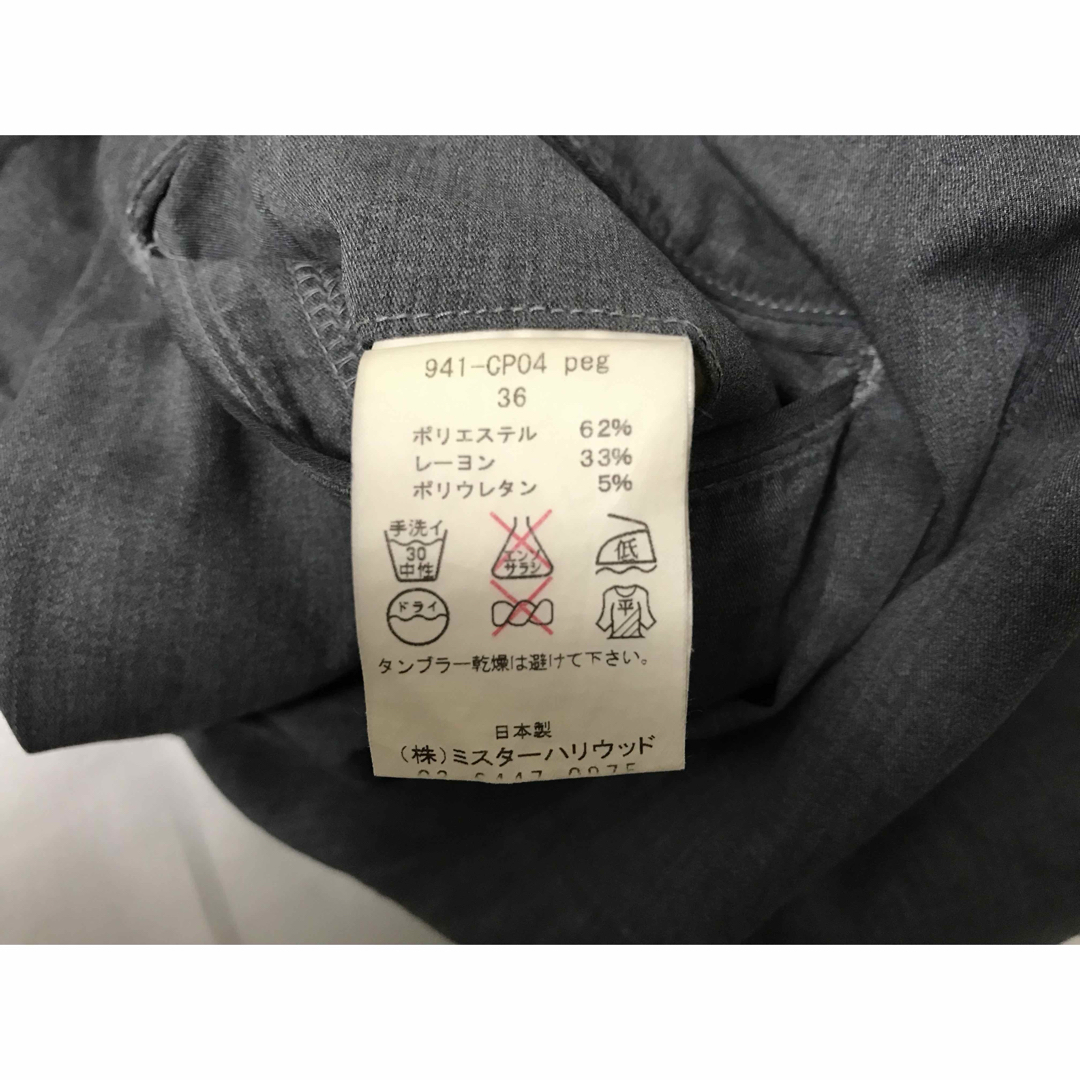 941-CP04 peg
36
ポリエステル 62%
レーヨン 33%
ポリウレタン 5%
手洗イ
30
中性
エンソ
サラシ
低
ドライ
平
タンブラー乾燥は避けて下さい。
日本製
(株)ミスターハリウッド